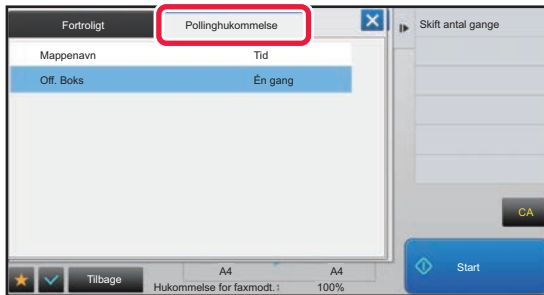 Fortroligt
Pollinghukommelse
Skift antal gange
Mappenavn
Tid
Off. Boks
Én gang
CA
Start
Tilbage
A4
A4
Hukommelse for faxmodt.:
100%